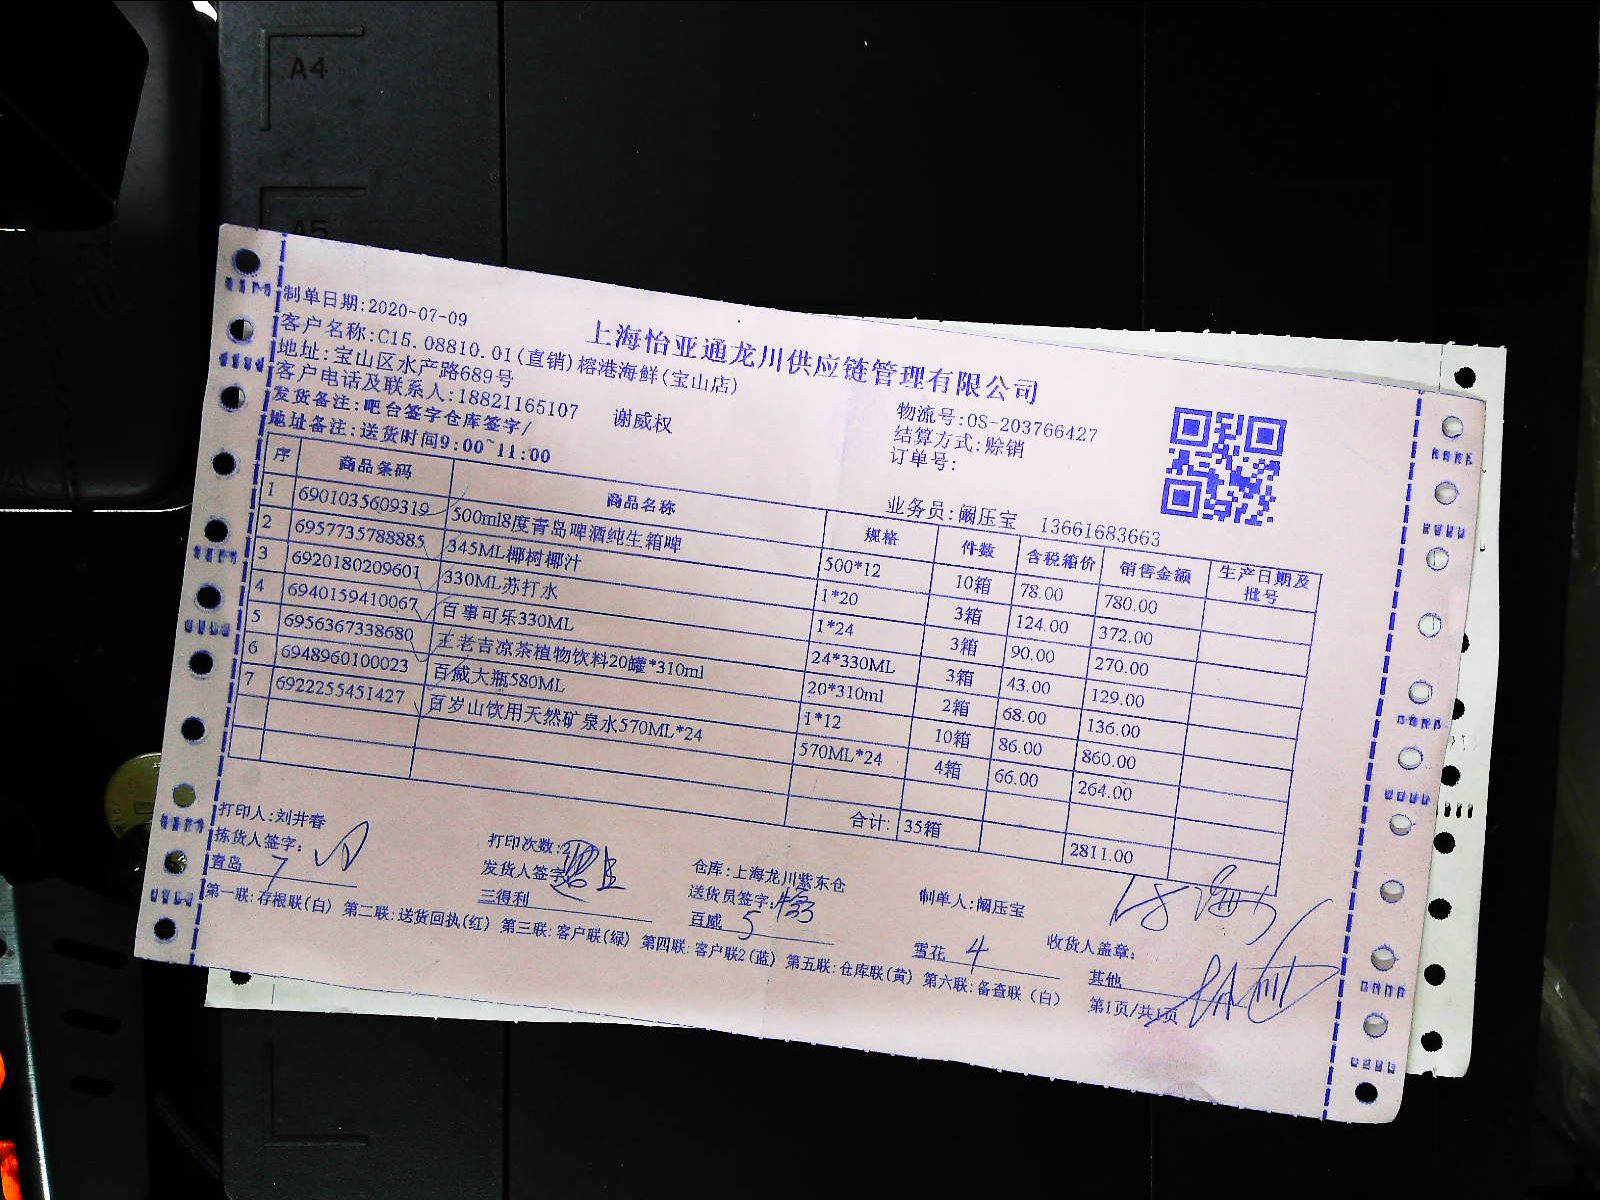 A4
A5
制单日期:2020-07-09
上海怡亚通龙川供应链管理有限公司
客户名称:C15.08810.01(直销)榕港海鲜(宝山店)
地址:宝山区水产路689号
客户电话及联系人:18821165107 谢威权
发货备注:吧台签字仓库签字/
地址备注:送货时间9:00~11:00
物流号:OS-203766427
结算方式:赊销
订单号:
业务员:阚压宝 13661683663
序 商品条码 商品名称 规格 件数 含税箱价 销售金额 生产日期及批号
1 6901035609319 500ml8度青岛啤酒纯生箱啤 500*12 10箱 78.00 780.00
2 6957735788885 345ML椰树椰汁 1*20 3箱 124.00 372.00
3 6920180209601 330ML苏打水 1*24 3箱 90.00 270.00
4 6940159410067 百事可乐330ML 24*330ML 3箱 43.00 129.00
5 6956367338680 王老吉凉茶植物饮料20罐*310ml 20*310ml 2箱 68.00 136.00
6 6948960100023 百威大瓶580ML 1*12 10箱 86.00 860.00
7 6922255451427 百岁山饮用天然矿泉水570ML*24 570ML*24 4箱 66.00 264.00
合计: 35箱 2811.00
打印人:刘井春 打印次数: 仓库:上海龙川紫东仓 制单人:阚压宝 收货人盖章:
拣货人签字: 发货人签字 送货员签字:
青岛 7 三得利 百威 5 雪花 4 其他
第一联:存根联(白) 第二联:送货回执(红) 第三联:客户联(绿) 第四联:客户联2(蓝) 第五联:仓库联(黄) 第六联:备查联(白) 第1页/共1页